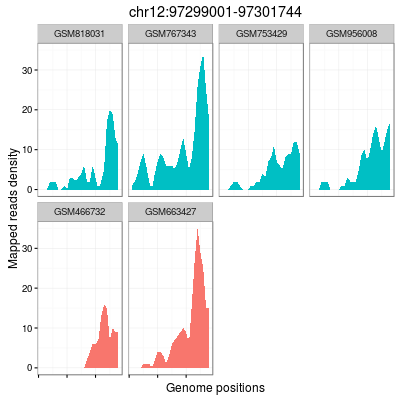 chr12:97299001-97301744
GSM818031 GSM767343 GSM753429 GSM956008
30
20
10
0
Mapped reads density
GSM466732 GSM663427
30
20
10
0
Genome positions